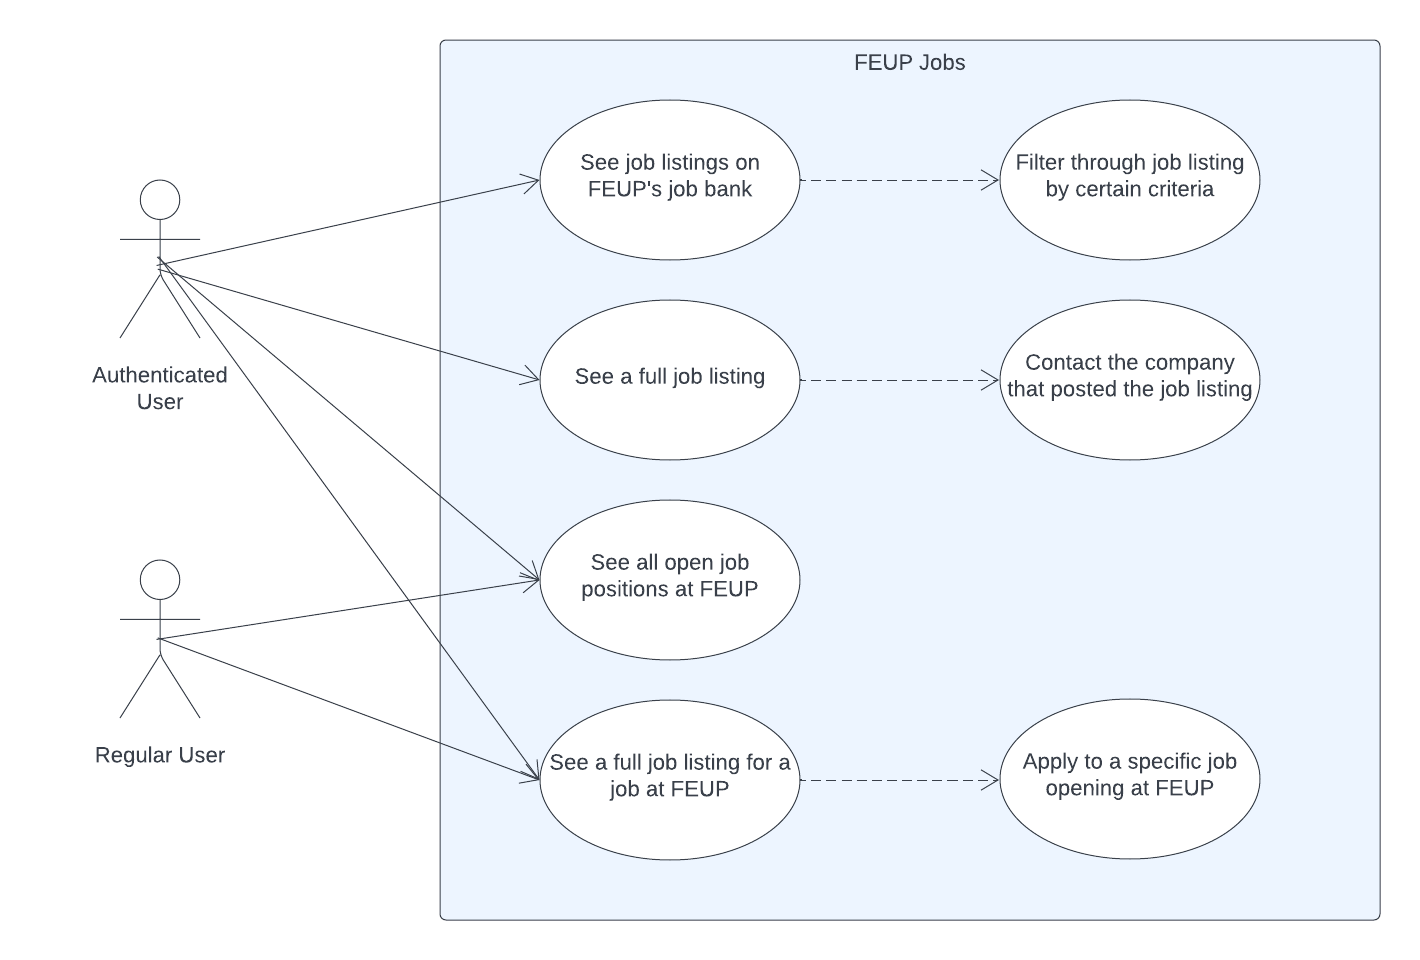 FEUP Jobs
See job listings on
FEUP's job bank
Filter through job listing
by certain criteria
Authenticated
User
See a full job listing
Contact the company
that posted the job listing
See all open job
positions at FEUP
Regular User
See a full job listing for a
job at FEUP
Apply to a specific job
opening at FEUP